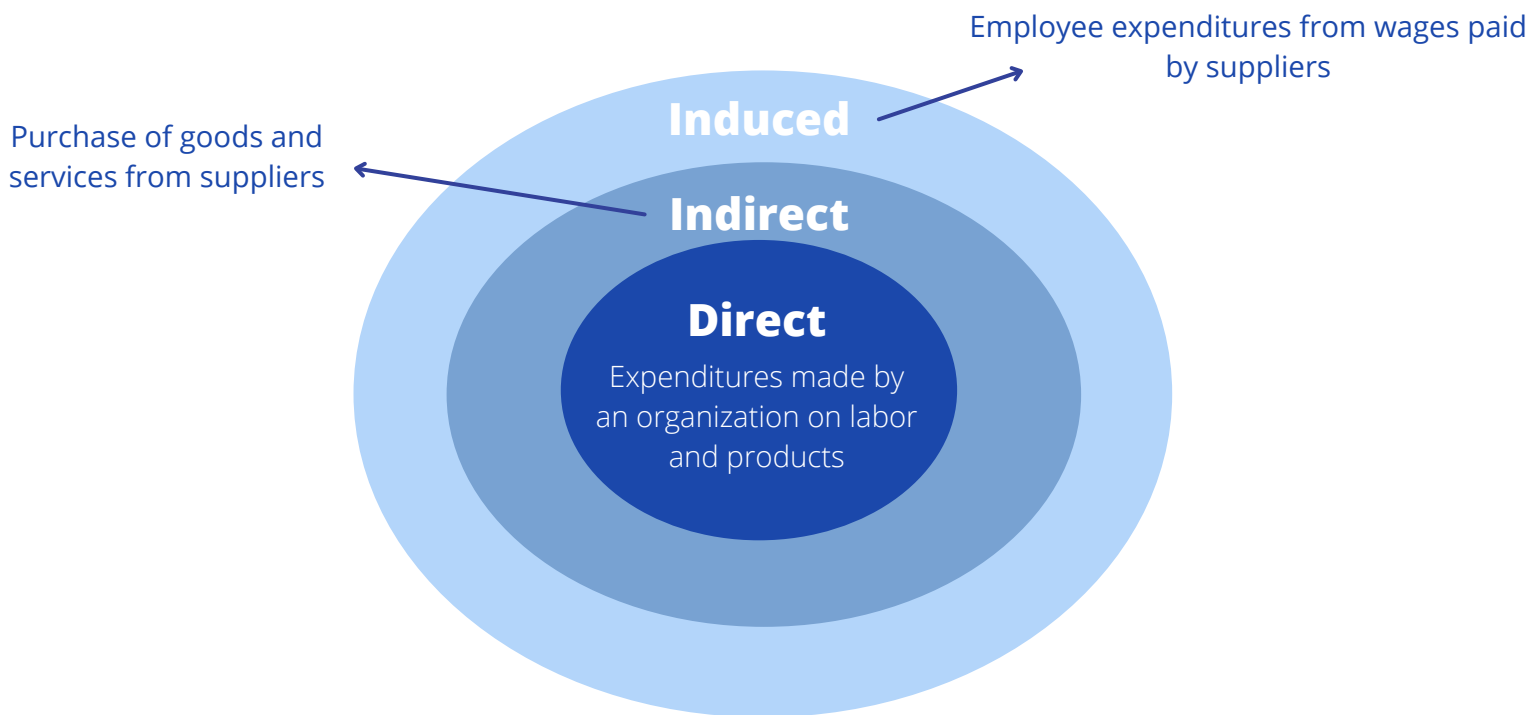 Employee expenditures from wages paid
by suppliers
Induced
Purchase of goods and
services from suppliers
Indirect
Direct
Expenditures made by
an organization on labor
and products